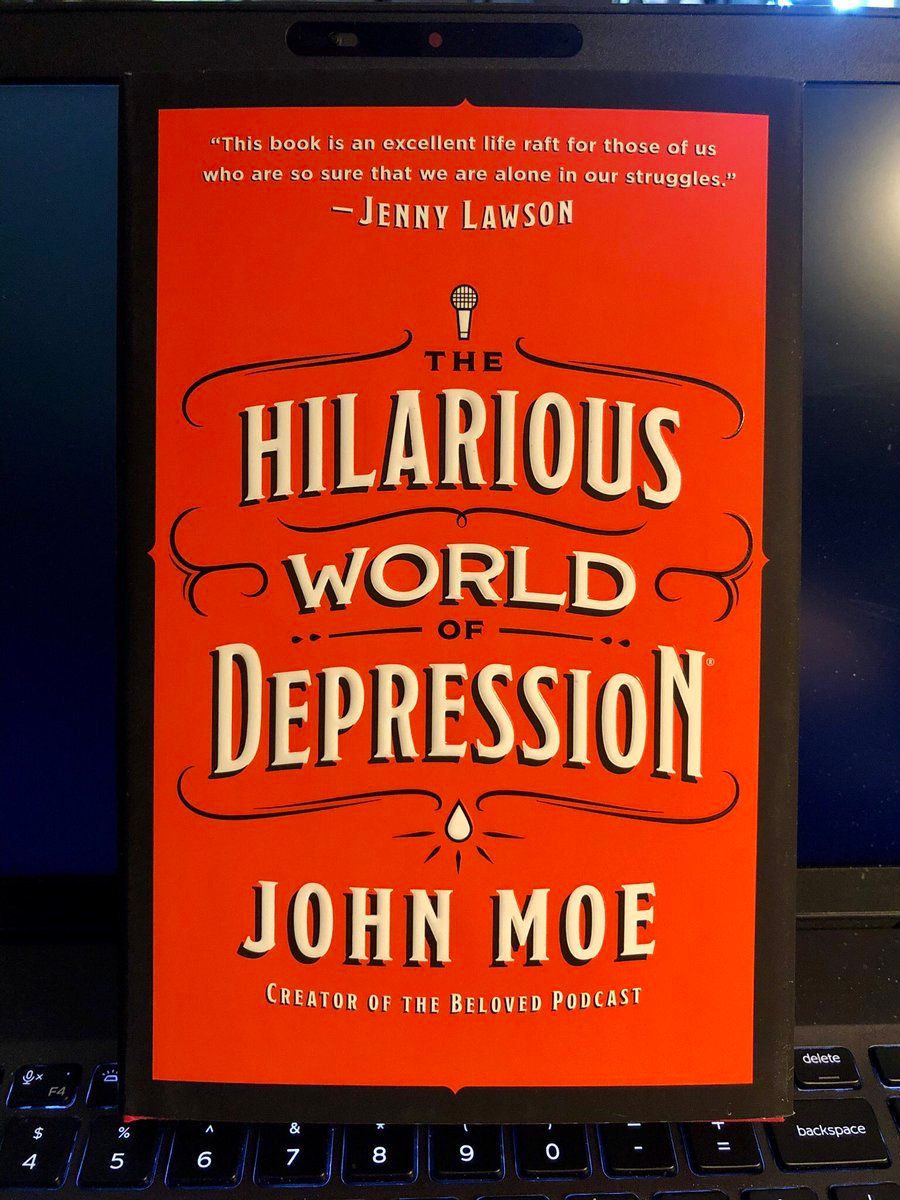 “This book is an excellent life raft for those of us
who are so sure that we are alone in our struggles.”
—Jenny Lawson
THE
HILARIOUS
WORLD
OF
DEPRESSION®
JOHN MOE
Creator of the Beloved Podcast
F4
delete
$ % ^ & * ( ) +
4 5 6 7 8 9 0 - = backspace